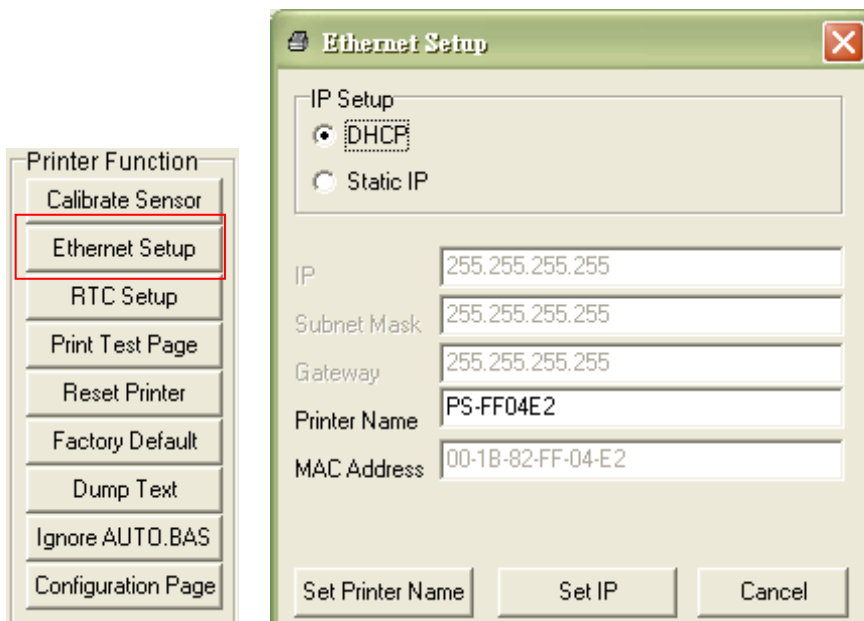 Printer Function
Calibrate Sensor
Ethernet Setup
RTC Setup
Print Test Page
Reset Printer
Factory Default
Dump Text
Ignore AUTO.BAS
Configuration Page
Ethernet Setup
IP Setup
DHCP
Static IP
IP 255.255.255.255
Subnet Mask 255.255.255.255
Gateway 255.255.255.255
Printer Name PS-FF04E2
MAC Address 00-1B-82-FF-04-E2
Set Printer Name Set IP Cancel